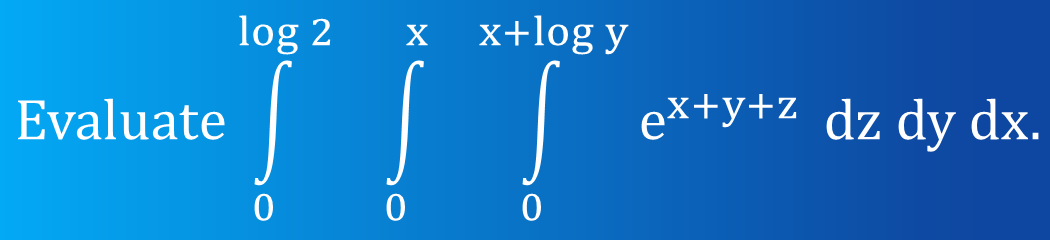 log 2 x x+log y
Evaluate ∫ ∫ ∫ e^x+y+z dz dy dx.
0 0 0